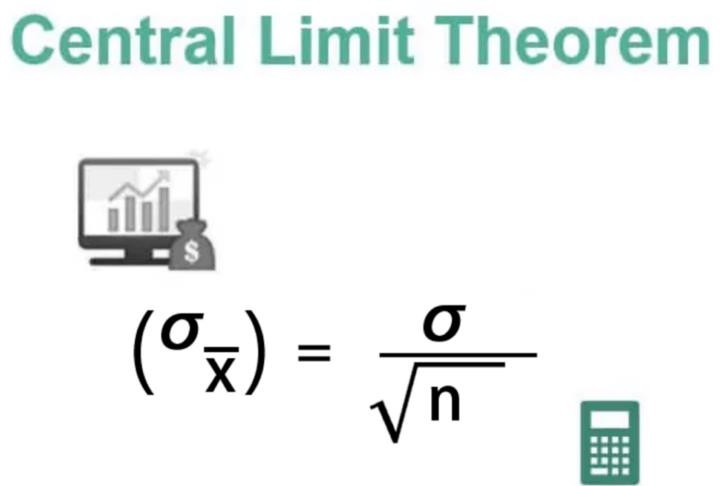 Central Limit Theorem
$
(σx̅) = σ/√n